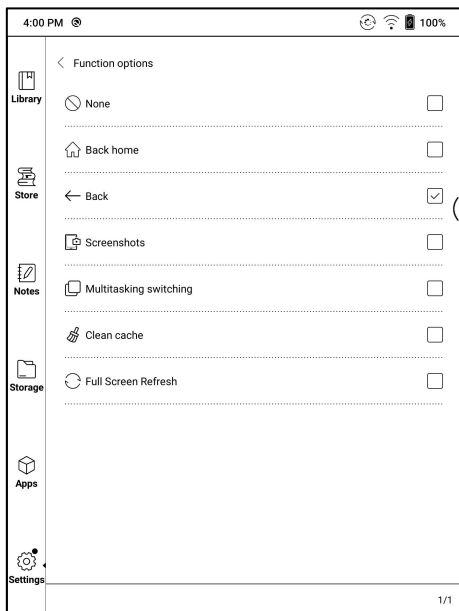 4:00 PM
100%
Function options
None
Back home
Back
Screenshots
Multitasking switching
Clean cache
Full Screen Refresh
Library
Store
Notes
Storage
Apps
Settings
1/1